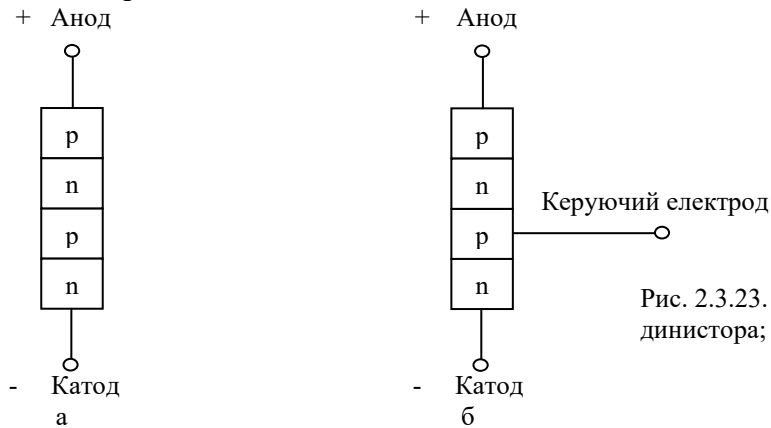 + Анод
+ Анод
p
n
p
n
p
n
p
n
Керуючий електрод
Рис. 2.3.23.
динистора;
- Катод
а
- Катод
б